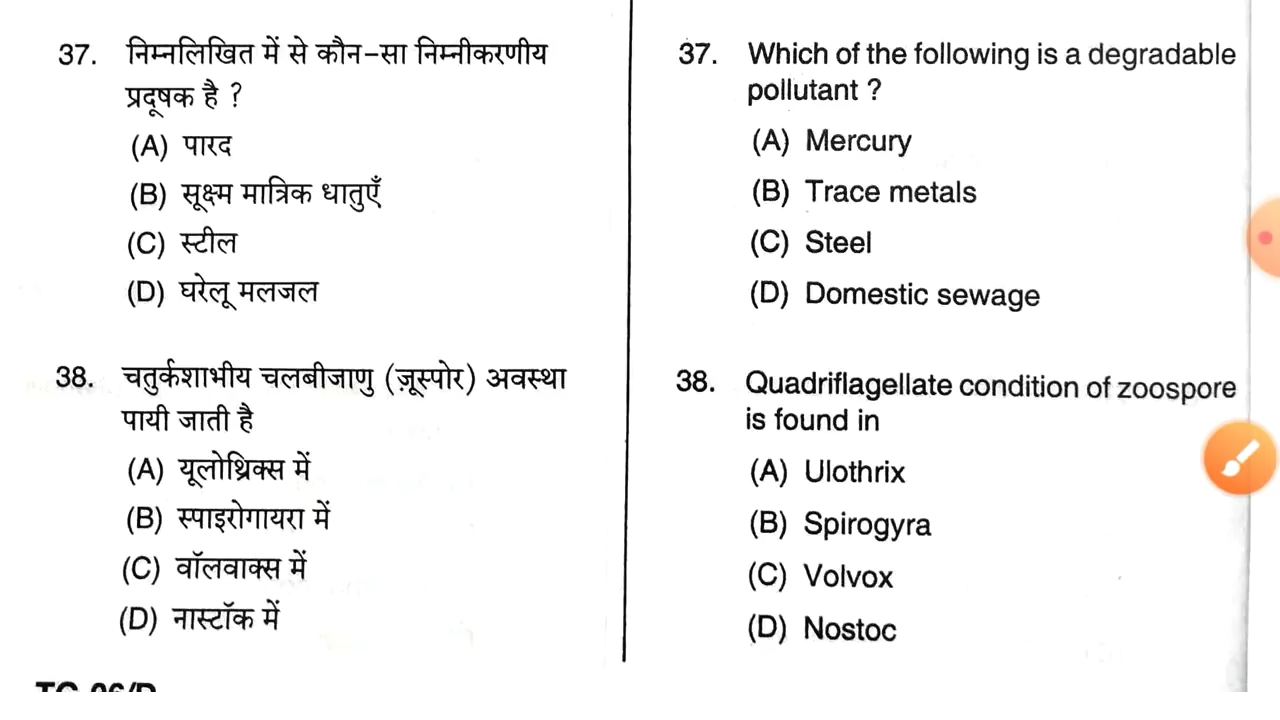 37. निम्नलिखित में से कौन-सा निम्नीकरणीय
प्रदूषक है ?
(A) पारद
(B) सूक्ष्म मात्रिक धातुएँ
(C) स्टील
(D) घरेलू मलजल
38. चतुर्कशाभीय चलबीजाणु (ज़ूस्पोर) अवस्था
पायी जाती है
(A) यूलोथ्रिक्स में
(B) स्पाइरोगायरा में
(C) वॉलवाक्स में
(D) नास्टॉक में
37. Which of the following is a degradable
pollutant ?
(A) Mercury
(B) Trace metals
(C) Steel
(D) Domestic sewage
38. Quadriflagellate condition of zoospore
is found in
(A) Ulothrix
(B) Spirogyra
(C) Volvox
(D) Nostoc